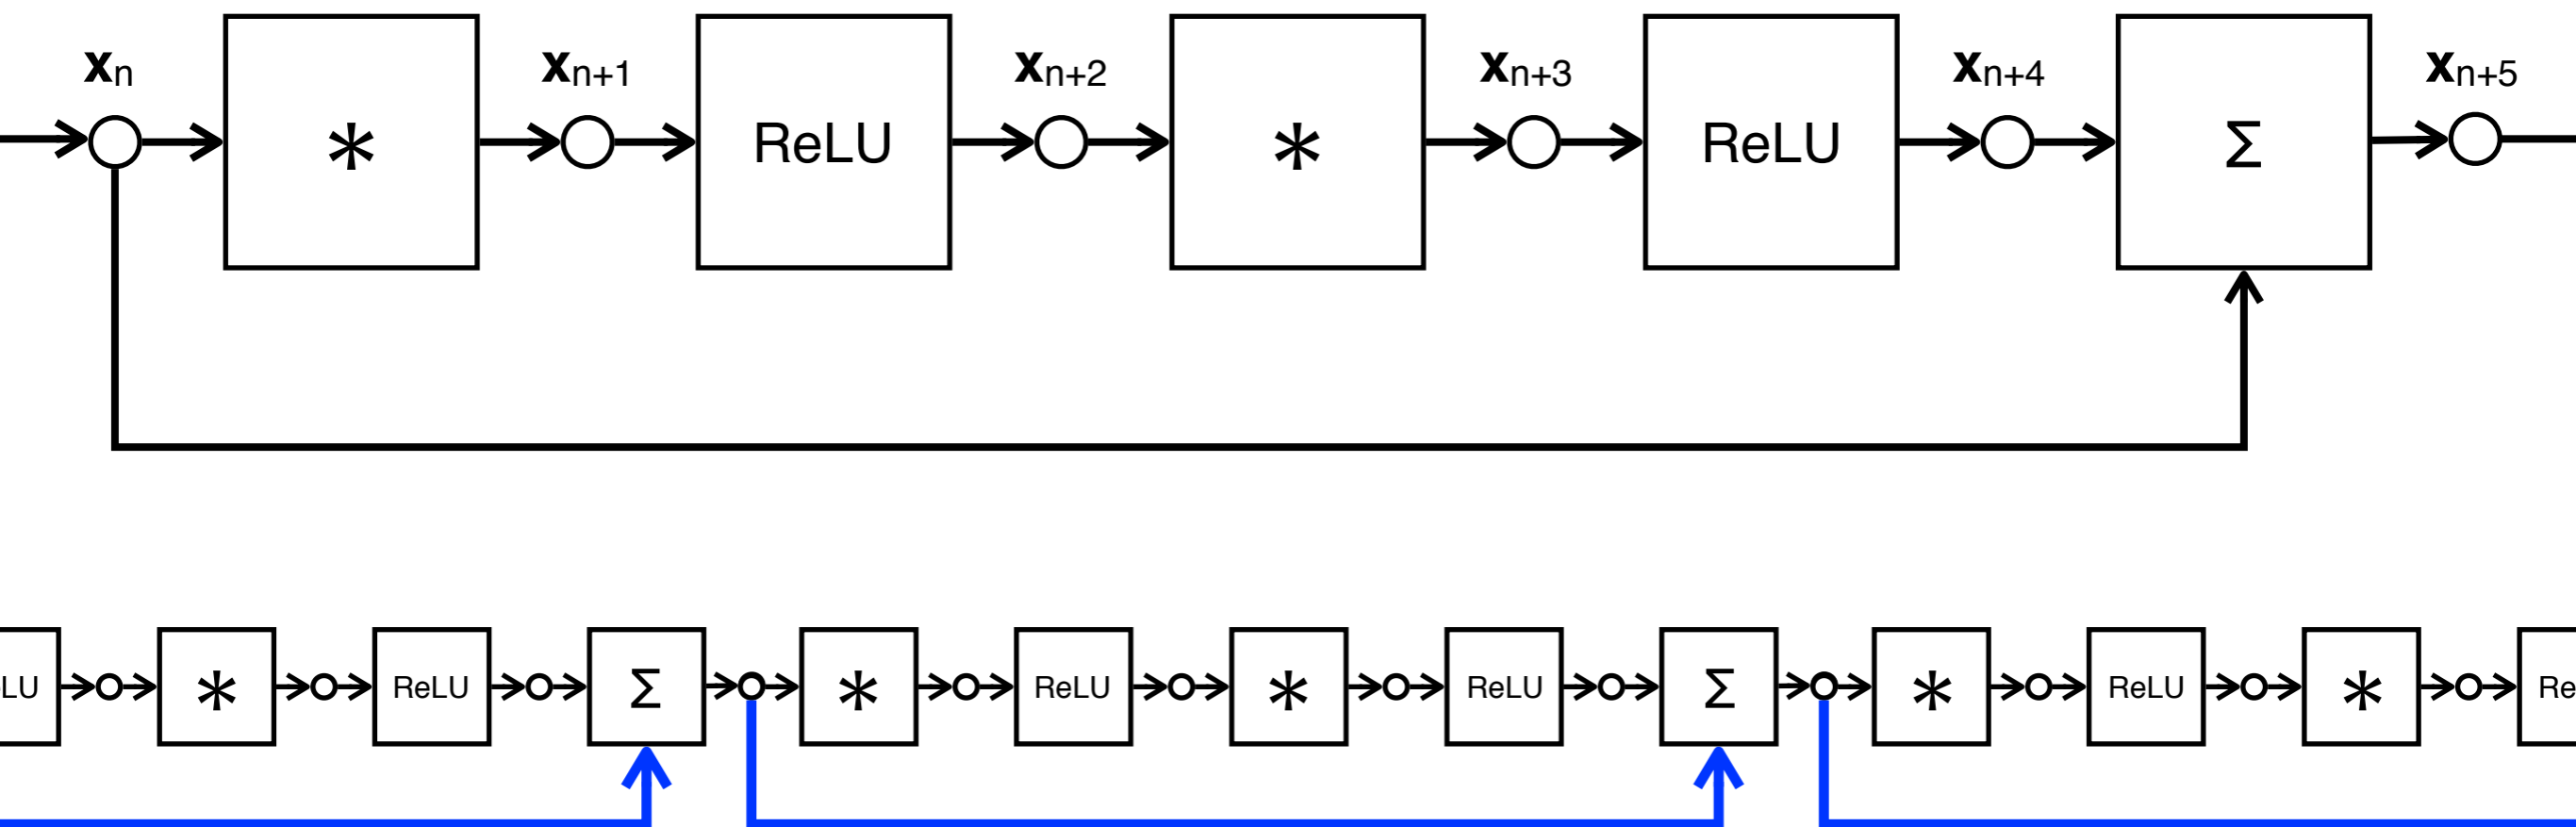 xn xn+1 xn+2 xn+3 xn+4 xn+5
* ReLU * ReLU Σ
LU * ReLU Σ * ReLU * ReLU Σ * ReLU * Re